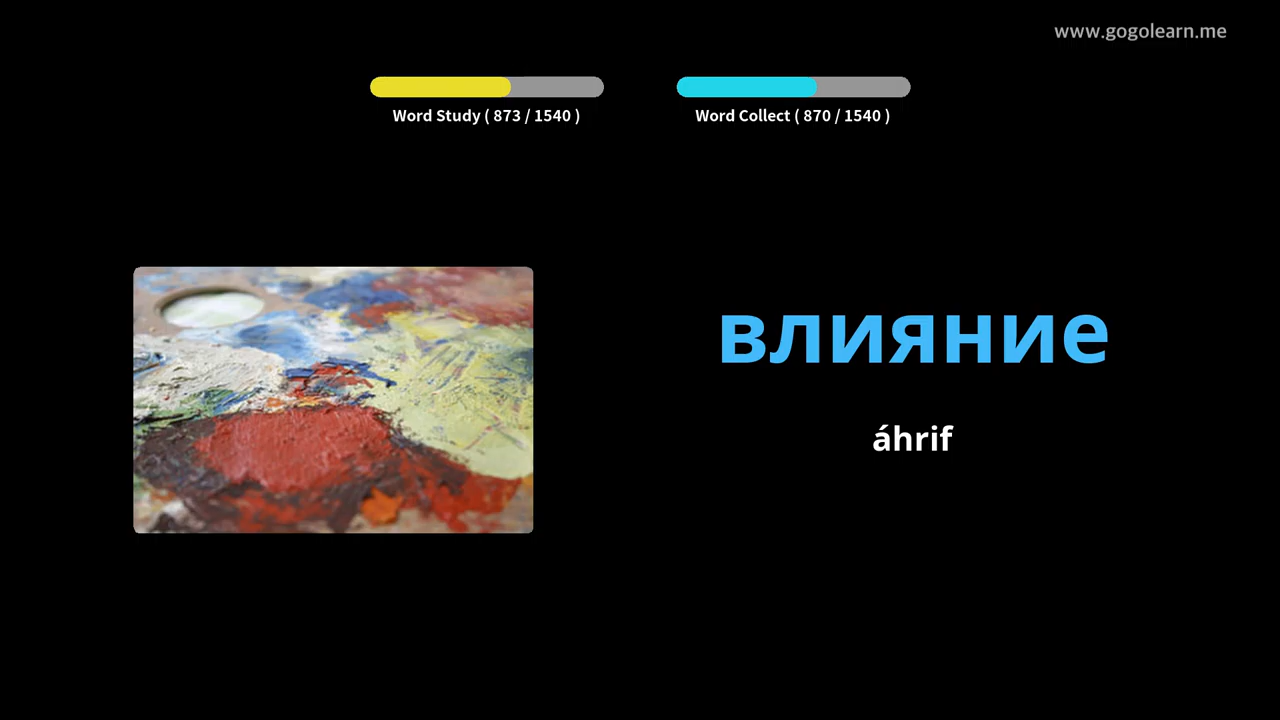 www.gogolearn.me
Word Study ( 873 / 1540 )
Word Collect ( 870 / 1540 )
влияние
áhrif